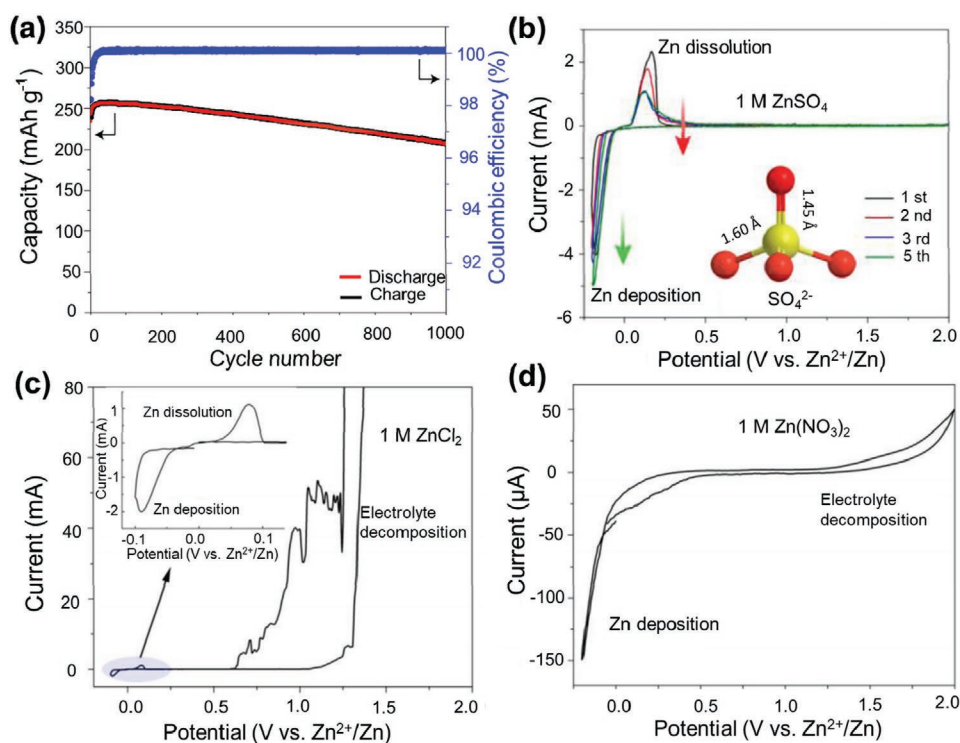 (a)
350
300
250
200
150
100
50
0
Capacity (mAh g⁻¹)
100
98
96
94
92
Coulombic efficiency (%)
Discharge
Charge
0 200 400 600 800 1000
Cycle number
(b)
2
0
-2
-4
-6
Current (mA)
Zn dissolution
1 M ZnSO₄
1.45 Å
1.60 Å
SO₄²⁻
1 st
2 nd
3 rd
5 th
Zn deposition
0.0 0.5 1.0 1.5 2.0
Potential (V vs. Zn²⁺/Zn)
(c)
80
60
40
20
0
Current (mA)
1 M ZnCl₂
Zn dissolution
1
0
-1
-2
Current (mA)
Zn deposition
-0.1 0.0 0.1
Potential (V vs. Zn²⁺/Zn)
Electrolyte
decomposition
0.0 0.5 1.0 1.5 2.0
Potential (V vs. Zn²⁺/Zn)
(d)
50
0
-50
-100
-150
Current (μA)
1 M Zn(NO₃)₂
Electrolyte
decomposition
Zn deposition
0.0 0.5 1.0 1.5 2.0
Potential (V vs. Zn²⁺/Zn)